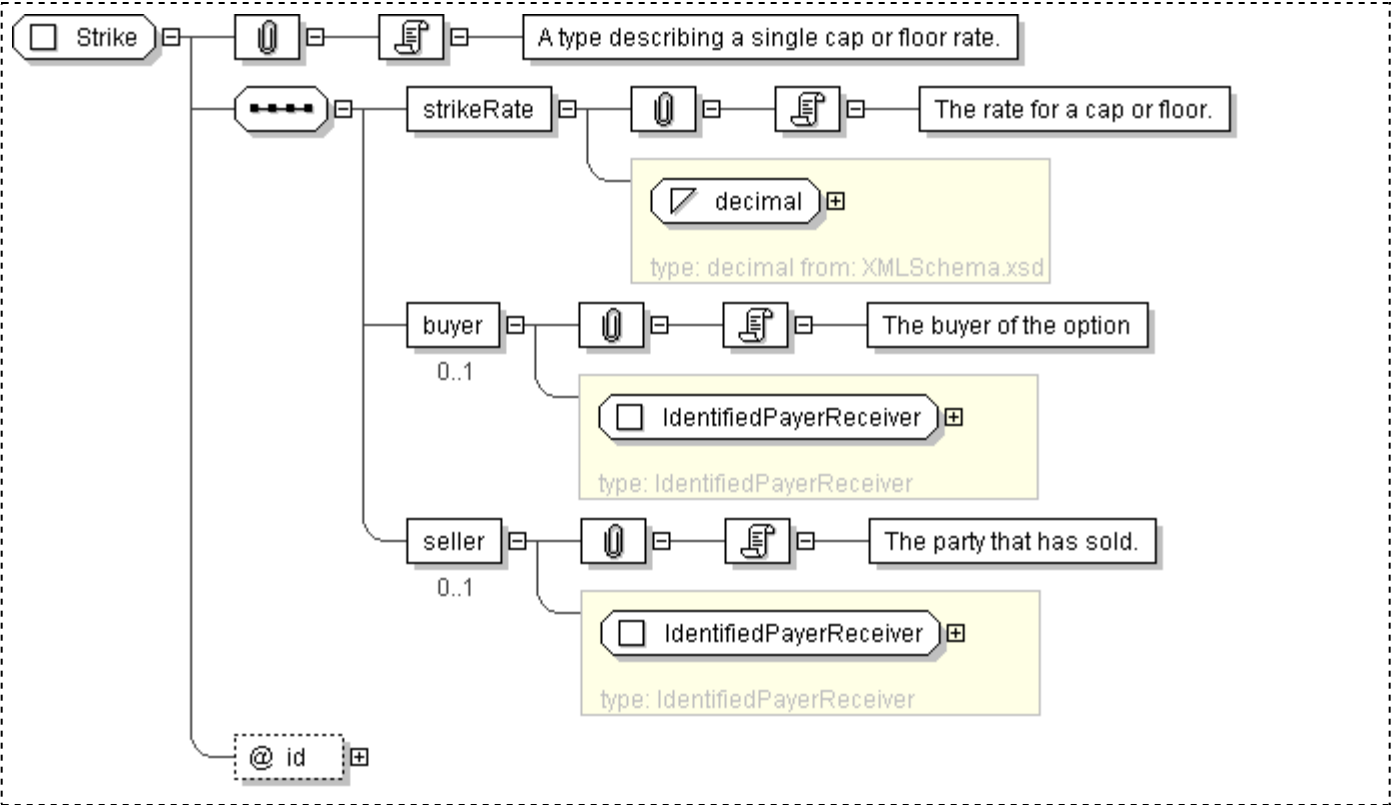 Strike
A type describing a single cap or floor rate.
strikeRate
The rate for a cap or floor.
decimal
type: decimal from: XMLSchema.xsd
buyer
The buyer of the option
0..1
IdentifiedPayerReceiver
type: IdentifiedPayerReceiver
seller
The party that has sold.
0..1
IdentifiedPayerReceiver
type: IdentifiedPayerReceiver
@ id